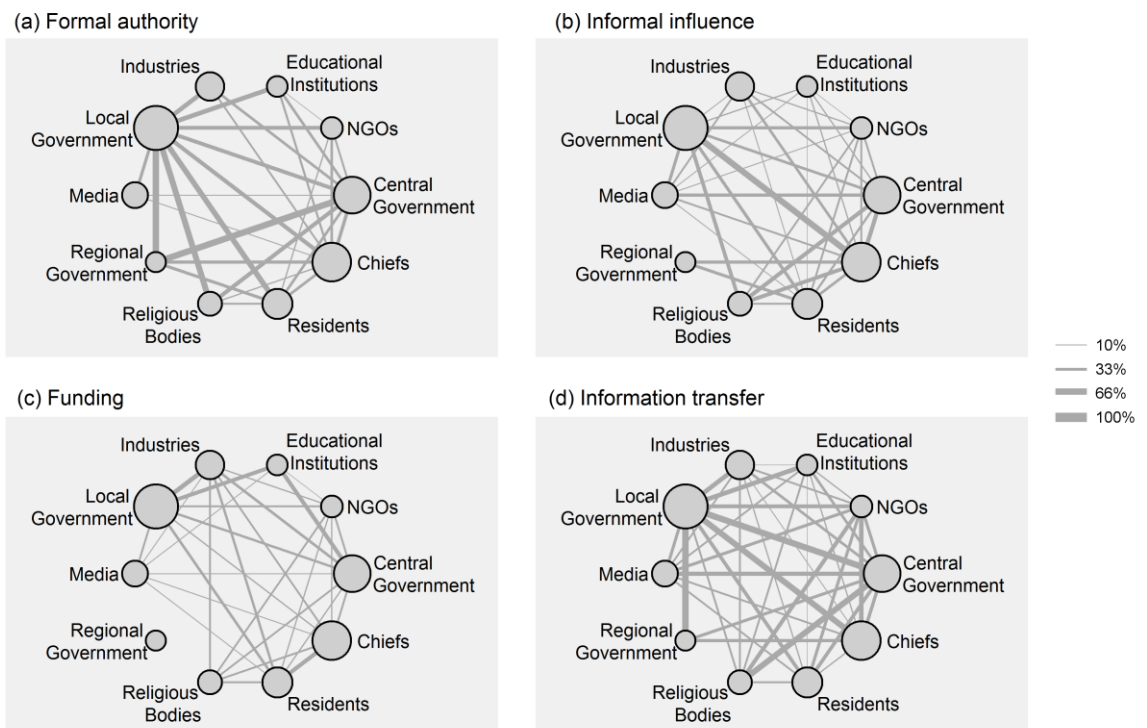 (a) Formal authority
Industries
Educational
Institutions
Local
Government
NGOs
Media
Central
Government
Regional
Government
Chiefs
Religious
Bodies
Residents
(b) Informal influence
Industries
Educational
Institutions
Local
Government
NGOs
Media
Central
Government
Regional
Government
Chiefs
Religious
Bodies
Residents
10%
33%
66%
100%
(c) Funding
Industries
Educational
Institutions
Local
Government
NGOs
Media
Central
Government
Regional
Government
Chiefs
Religious
Bodies
Residents
(d) Information transfer
Industries
Educational
Institutions
Local
Government
NGOs
Media
Central
Government
Regional
Government
Chiefs
Religious
Bodies
Residents